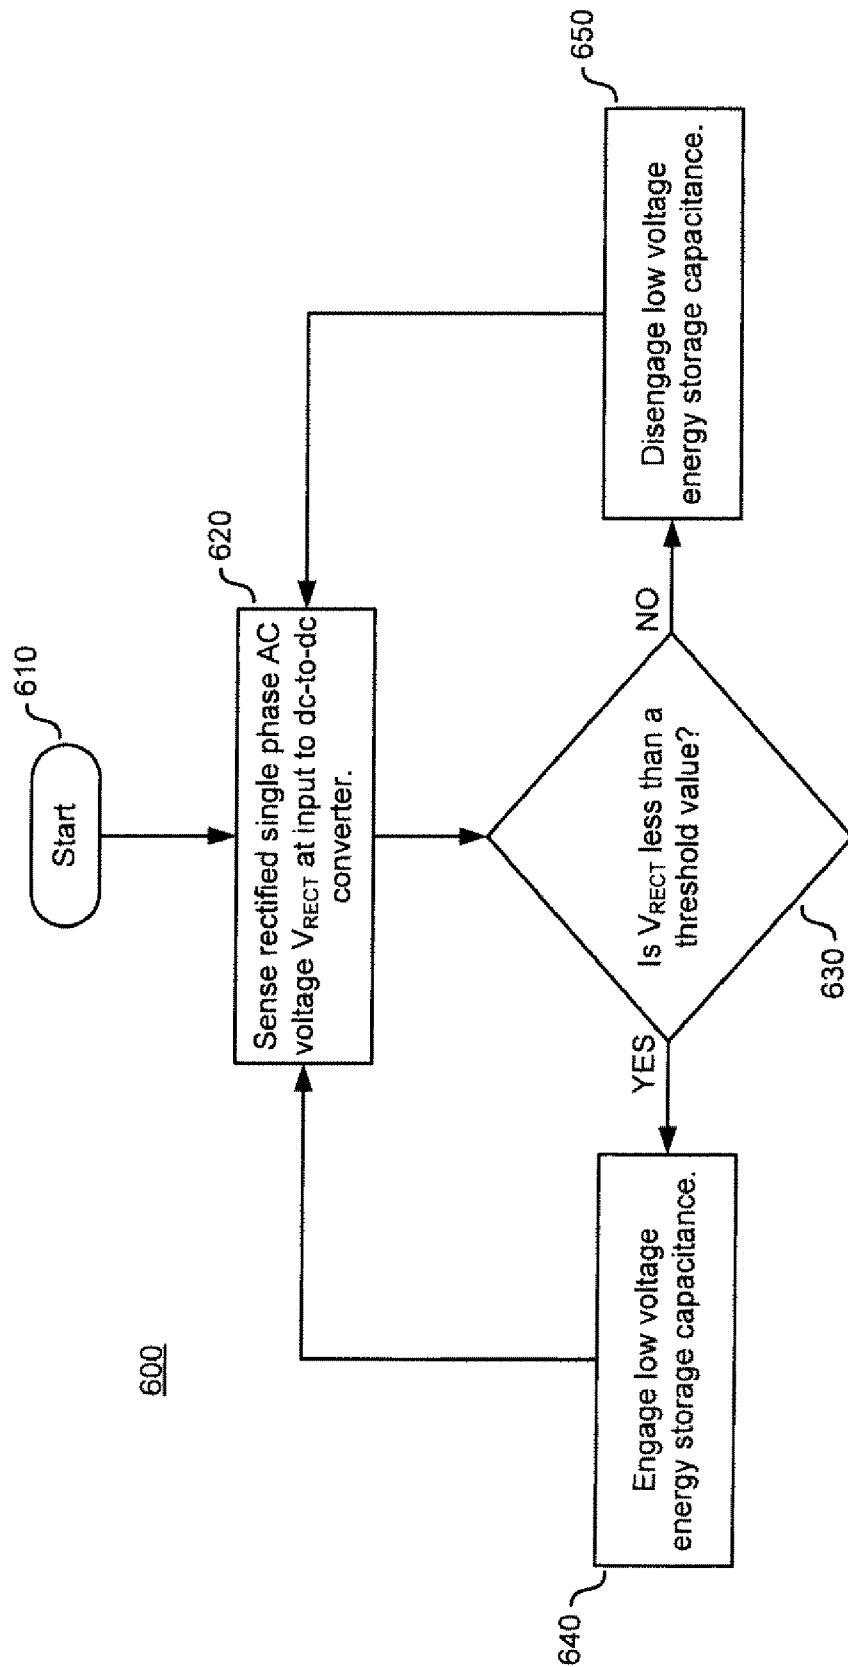 600
610
Start
620
Sense rectified single phase AC
voltage VRECT at input to dc-to-dc
converter.
630
Is VRECT less than a
threshold value?
YES
NO
640
Engage low voltage
energy storage capacitance.
650
Disengage low voltage
energy storage capacitance.